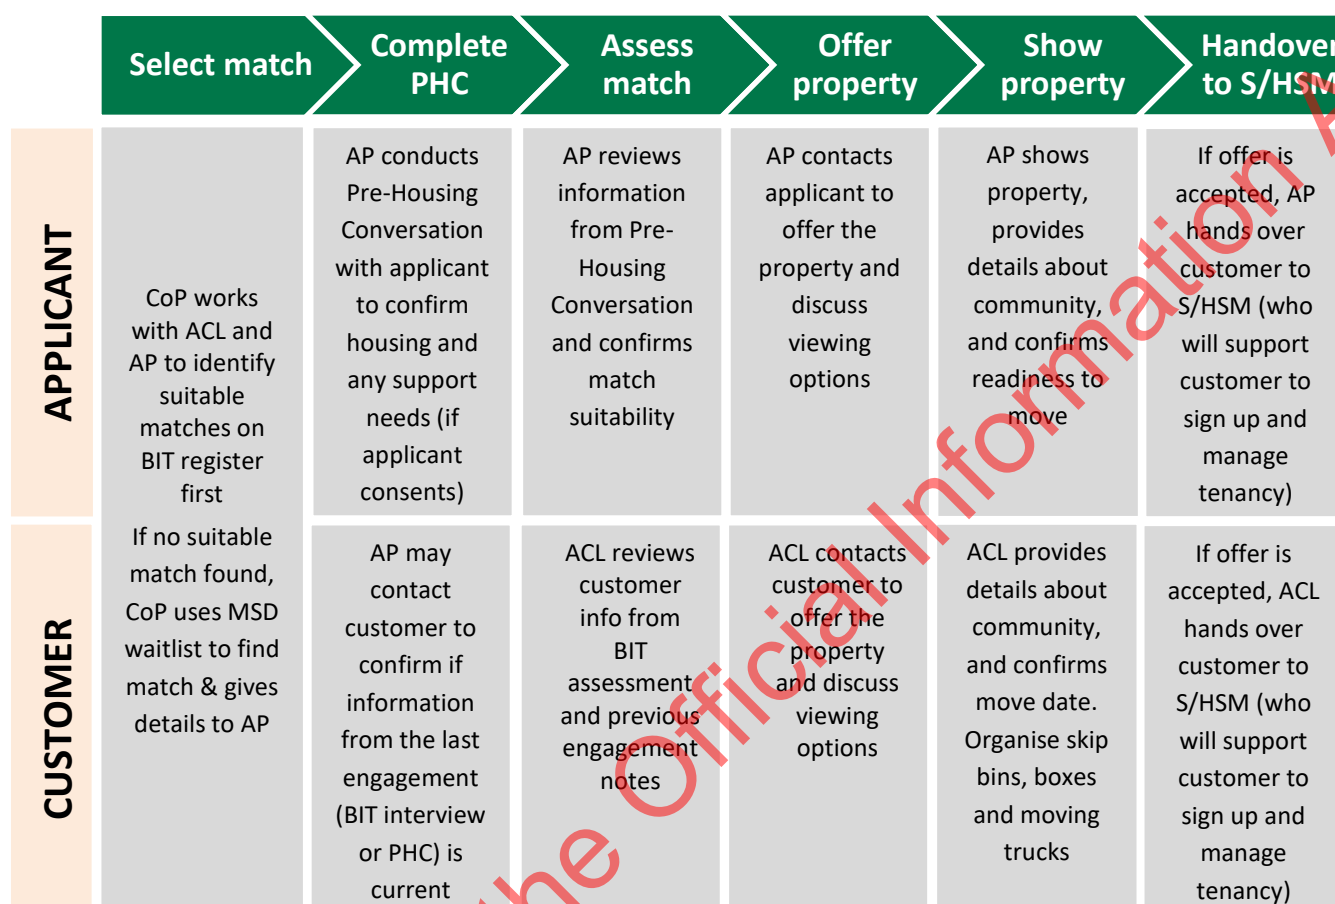 Select match
Complete
PHC
Assess
match
Offer
property
Show
property
Handover
to S/HSM
APPLICANT
CoP works
with ACL and
AP to identify
suitable
matches on
BIT register
first
If no suitable
match found,
CoP uses MSD
waitlist to find
match & gives
details to AP
AP conducts
Pre-Housing
Conversation
with applicant
to confirm
housing and
any support
needs (if
applicant
consents)
AP reviews
information
from Pre-
Housing
Conversation
and confirms
match
suitability
AP contacts
applicant to
offer the
property and
discuss
viewing
options
AP shows
property,
provides
details about
community,
and confirms
readiness to
move
If offer is
accepted, AP
hands over
customer to
S/HSM (who
will support
customer to
sign up and
manage
tenancy)
CUSTOMER
AP may
contact
customer to
confirm if
information
from the last
engagement
(BIT interview
or PHC) is
current
ACL reviews
customer
info from
BIT
assessment
and previous
engagement
notes
ACL contacts
customer to
offer the
property
and discuss
viewing
options
ACL provides
details about
community,
and confirms
move date.
Organise skip
bins, boxes
and moving
trucks
If offer is
accepted, ACL
hands over
customer to
S/HSM (who
will support
customer to
sign up and
manage
tenancy)
the Official Information A